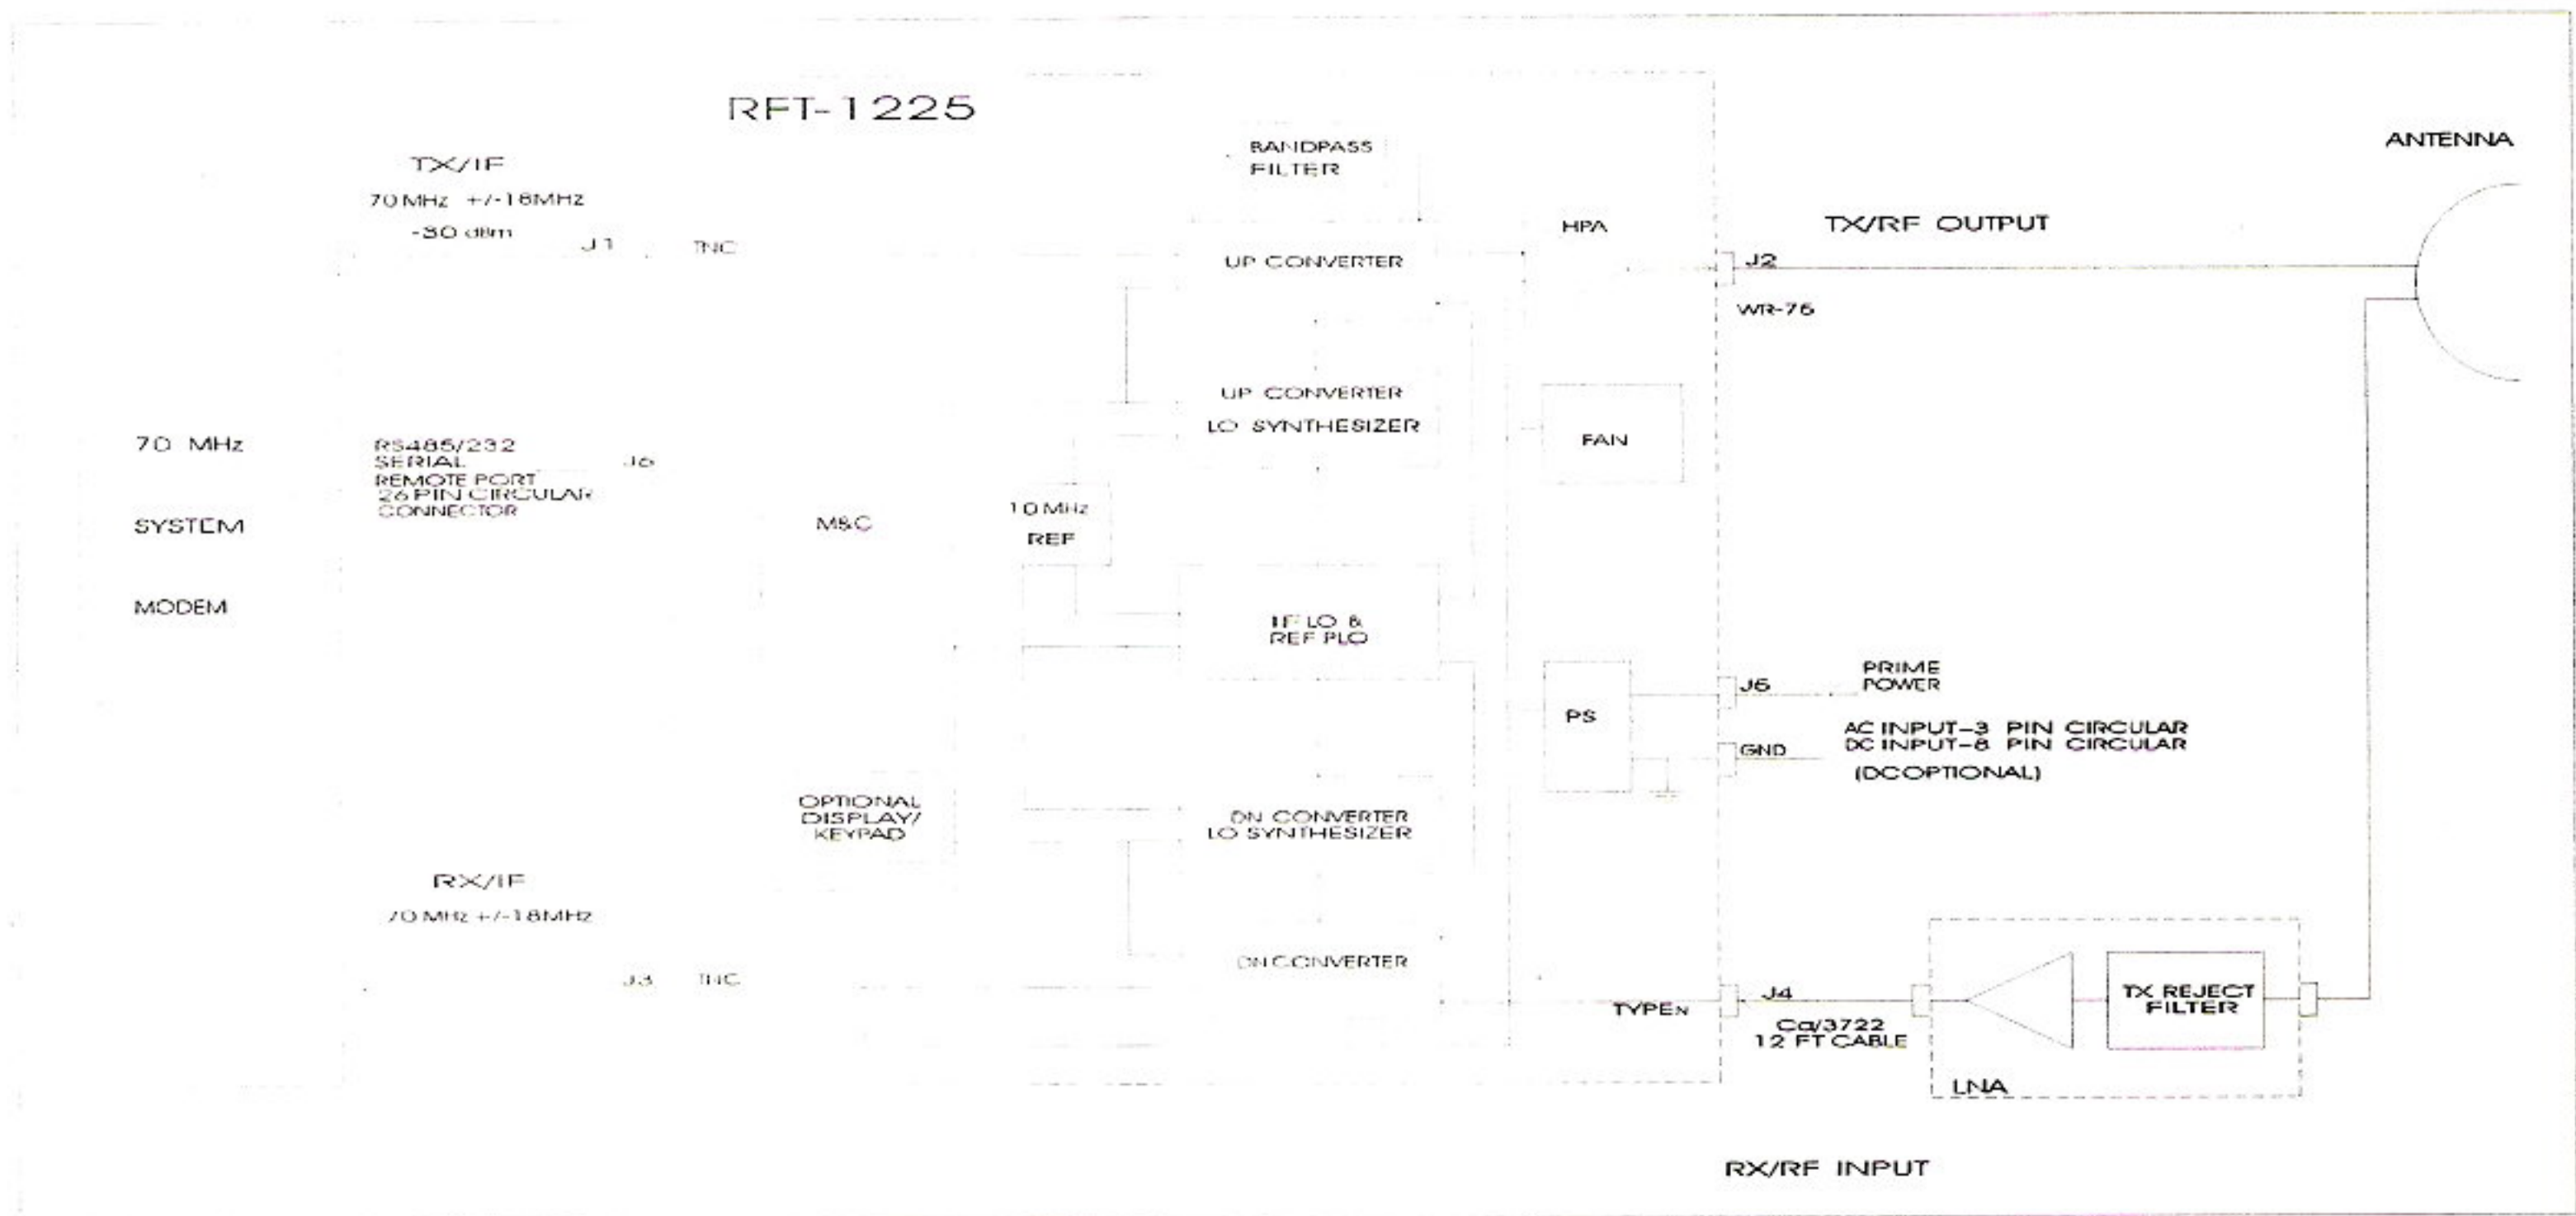 RFT-1225
TX/IF
70 MHz +/-18MHz
-30 dBm
J1
TNC
BANDPASS
FILTER
UP CONVERTER
HPA
J2
WR-75
TX/RF OUTPUT
ANTENNA
UP CONVERTER
LO SYNTHESIZER
FAN
70 MHz
SYSTEM
MODEM
RS485/232
SERIAL
REMOTE PORT
26 PIN CIRCULAR
CONNECTOR
M&C
10 MHz
REF
IF LO &
REF PLO
PS
J6
PRIME
POWER
GND
AC INPUT-3 PIN CIRCULAR
DC INPUT-8 PIN CIRCULAR
(DC OPTIONAL)
OPTIONAL
DISPLAY/
KEYPAD
DN CONVERTER
LO SYNTHESIZER
RX/IF
70 MHz +/-18MHz
J3
TNC
DN CONVERTER
TYPE N
J4
Ca/3722
12 FT CABLE
TX REJECT
FILTER
LNA
RX/RF INPUT